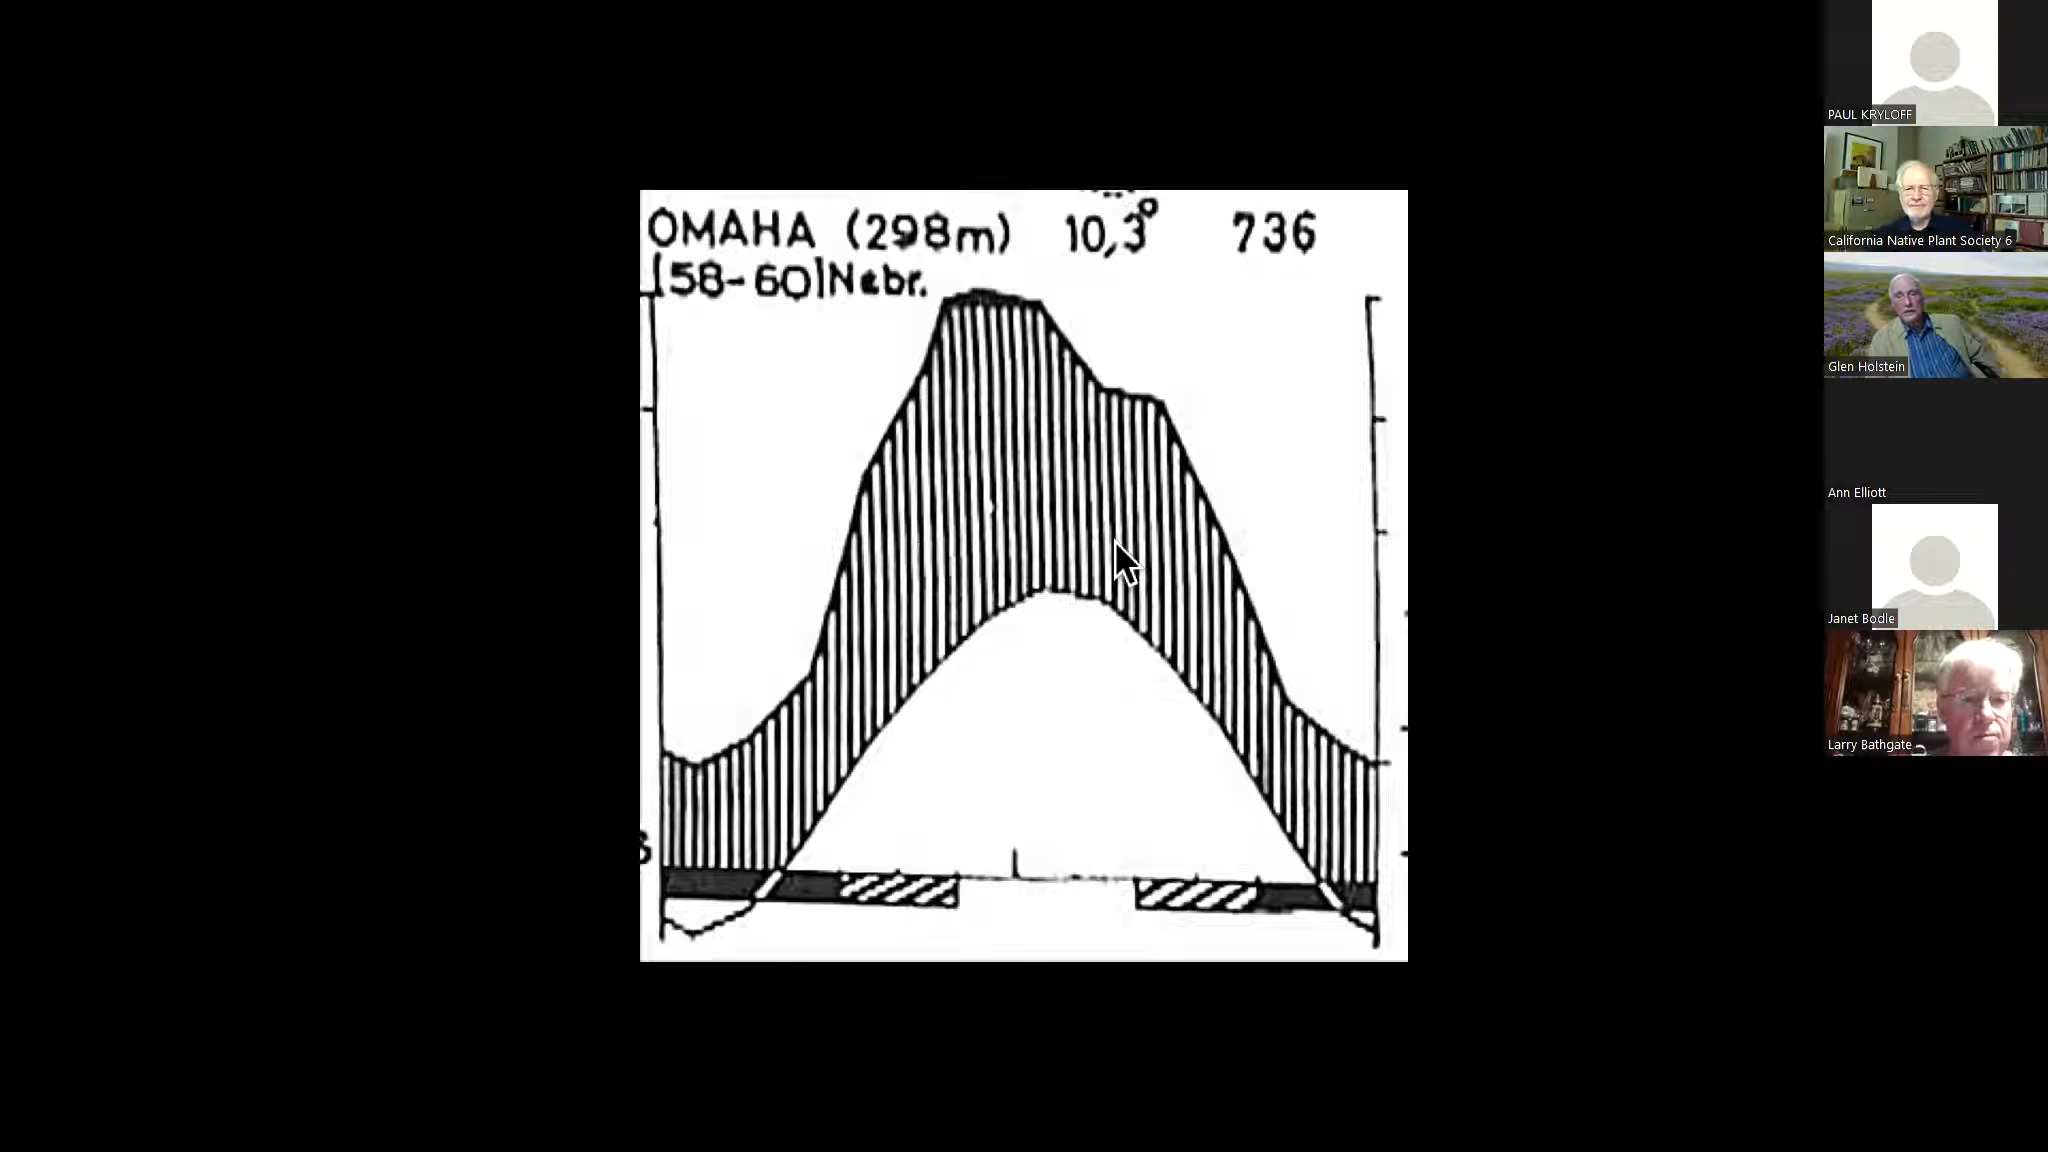 OMAHA (298m) 10,3° 736
[58-60] Nebr.
PAUL KRYLOFF
California Native Plant Society 6
Glen Holstein
Ann Elliott
Janet Bodle
Larry Bathgate